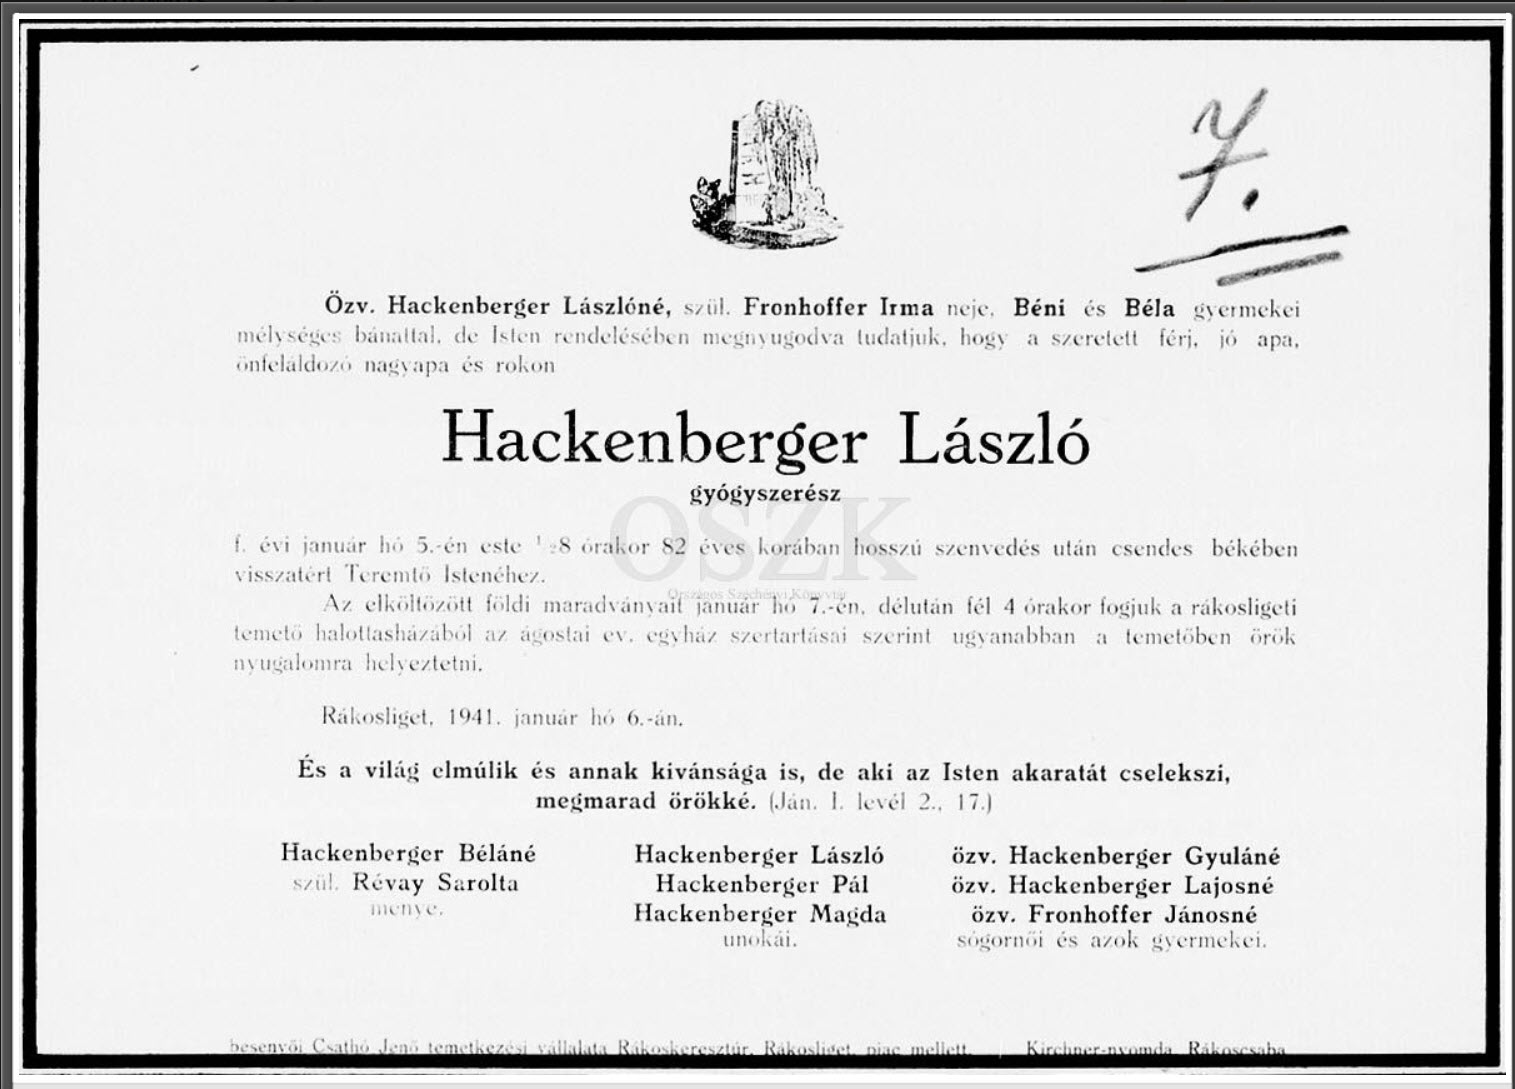 7.
Özv. Hackenberger Lászlóné, szül. Fronhoffer Irma neje, Béni és Béla gyermekei
mélységes bánattal, de Isten rendelésében megnyugodva tudatjuk, hogy a szeretett férj, jó apa,
önfeláldozó nagyapa és rokon
Hackenberger László
gyógyszerész
OSZK
f. évi január hó 5.-én este ½8 órakor 82 éves korában hosszú szenvedés után csendes békében
visszatért Teremtő Istenéhez.
Országos Széchényi Könyvtár
Az elköltözött földi maradványait január hó 7.-én, délután fél 4 órakor fogjuk a rákosligeti
temető halottasházából az ágostai ev. egyház szertartásai szerint ugyanabban a temetőben örök
nyugalomra helyeztetni.
Rákosliget, 1941. január hó 6.-án.
És a világ elmúlik és annak kivánsága is, de aki az Isten akaratát cselekszi,
megmarad örökké. (Ján. I. levél 2., 17.)
Hackenberger Béláné
szül. Révay Sarolta
menye.
Hackenberger László
Hackenberger Pál
Hackenberger Magda
unokái.
özv. Hackenberger Gyuláné
özv. Hackenberger Lajosné
özv. Fronhoffer Jánosné
sógornői és azok gyermekei.
besenvői Csathó Jenő temetkezési vállalata Rákoskeresztúr, Rákosliget, piac mellett. Kirchner-nyomda, Rákoscsaba